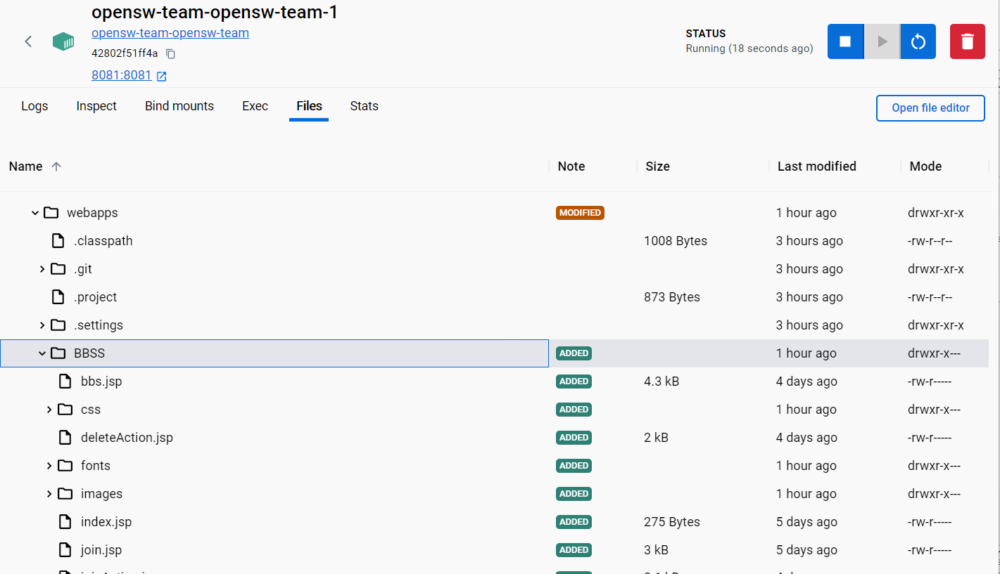 opensw-team-opensw-team-1
opensw-team-opensw-team
42802f51ff4a
8081:8081
STATUS
Running (18 seconds ago)
Logs Inspect Bind mounts Exec Files Stats
Open file editor
Name Note Size Last modified Mode
webapps MODIFIED 1 hour ago drwxr-xr-x
.classpath 1008 Bytes 3 hours ago -rw-r--r--
.git 3 hours ago drwxr-xr-x
.project 873 Bytes 3 hours ago -rw-r--r--
.settings 3 hours ago drwxr-xr-x
BBSS ADDED 1 hour ago drwxr-x---
bbs.jsp ADDED 4.3 kB 4 days ago -rw-r-----
css ADDED 1 hour ago drwxr-x---
deleteAction.jsp ADDED 2 kB 4 days ago -rw-r-----
fonts ADDED 1 hour ago drwxr-x---
images ADDED 1 hour ago drwxr-x---
index.jsp ADDED 275 Bytes 5 days ago -rw-r-----
join.jsp ADDED 3 kB 5 days ago -rw-r-----